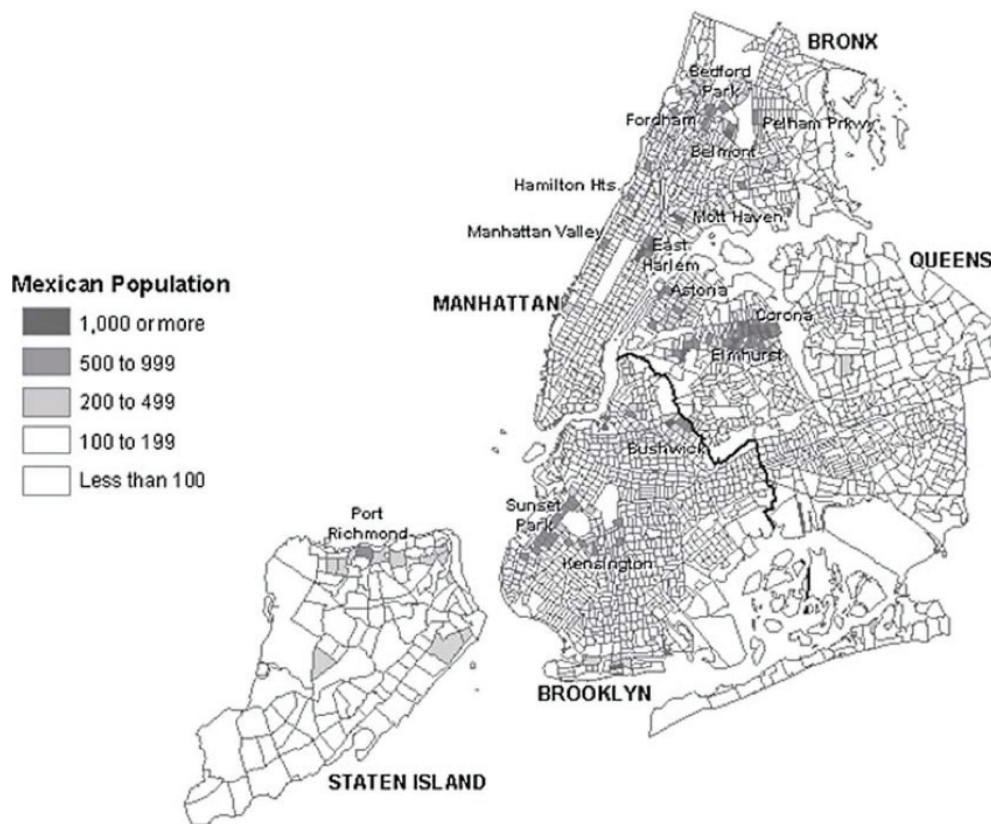 BRONX
Bedford
Park
Fordham
Pelham Prkwy
Belmont
Hamilton Hts.
Mott Haven
Manhattan Valley
East
Harlem
QUEENS
Astoria
MANHATTAN
Corona
Elmhurst
Mexican Population
1,000 or more
500 to 999
200 to 499
100 to 199
Less than 100
Bushwick
Sunset
Park
Kensington
Port
Richmond
BROOKLYN
STATEN ISLAND